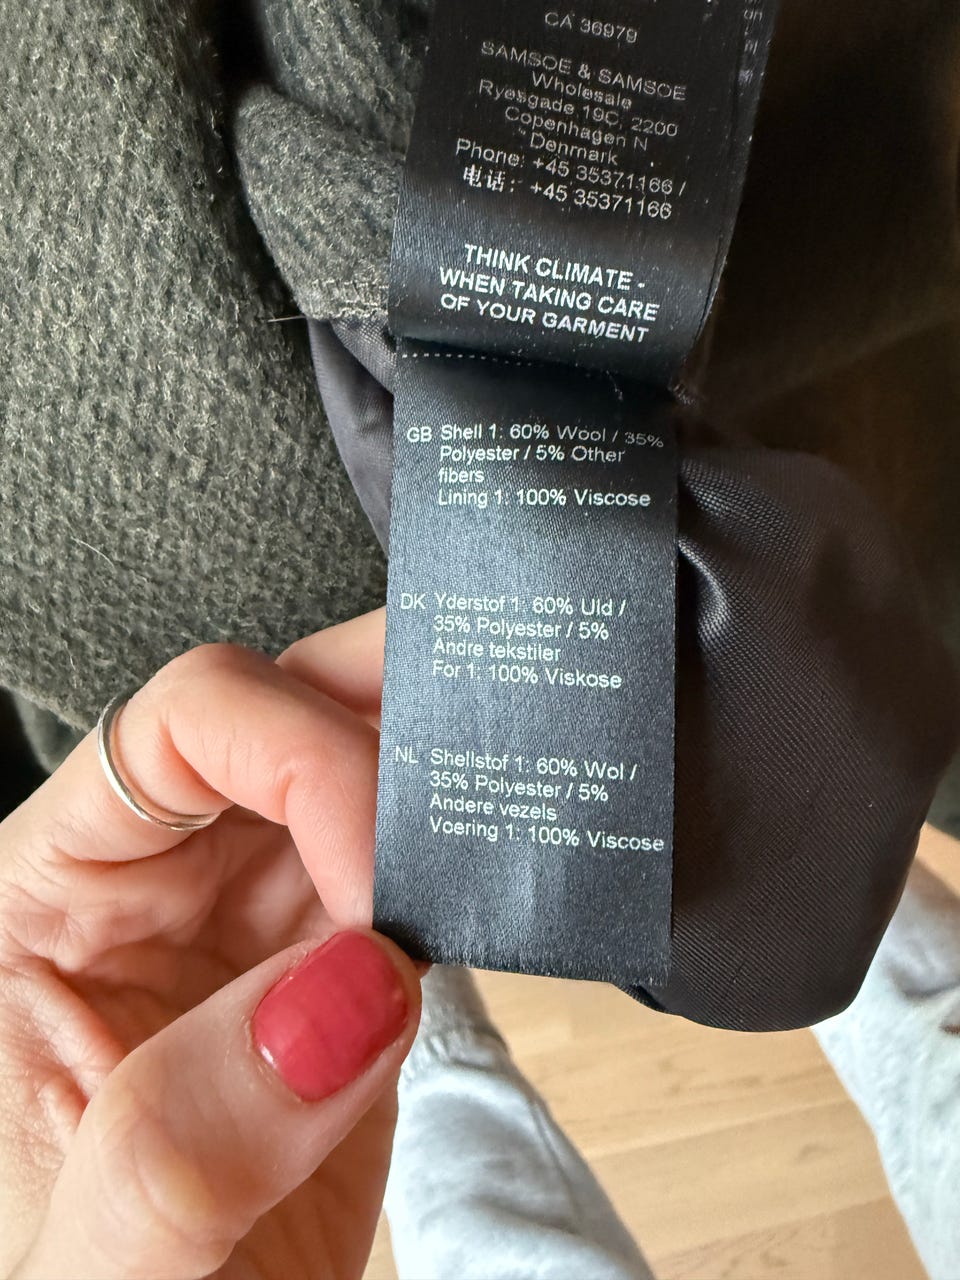 CA 36979
SAMSOE & SAMSOE
Wholesale
Ryesgade 19C, 2200
Copenhagen N
Denmark
Phone: +45 35371166 /
电话: +45 35371166
THINK CLIMATE -
WHEN TAKING CARE
OF YOUR GARMENT
GB Shell 1: 60% Wool / 35%
Polyester / 5% Other
fibers
Lining 1: 100% Viscose
DK Yderstof 1: 60% Uld /
35% Polyester / 5%
Andre tekstiler
For 1: 100% Viskose
NL Shellstof 1: 60% Wol /
35% Polyester / 5%
Andere vezels
Voering 1: 100% Viscose